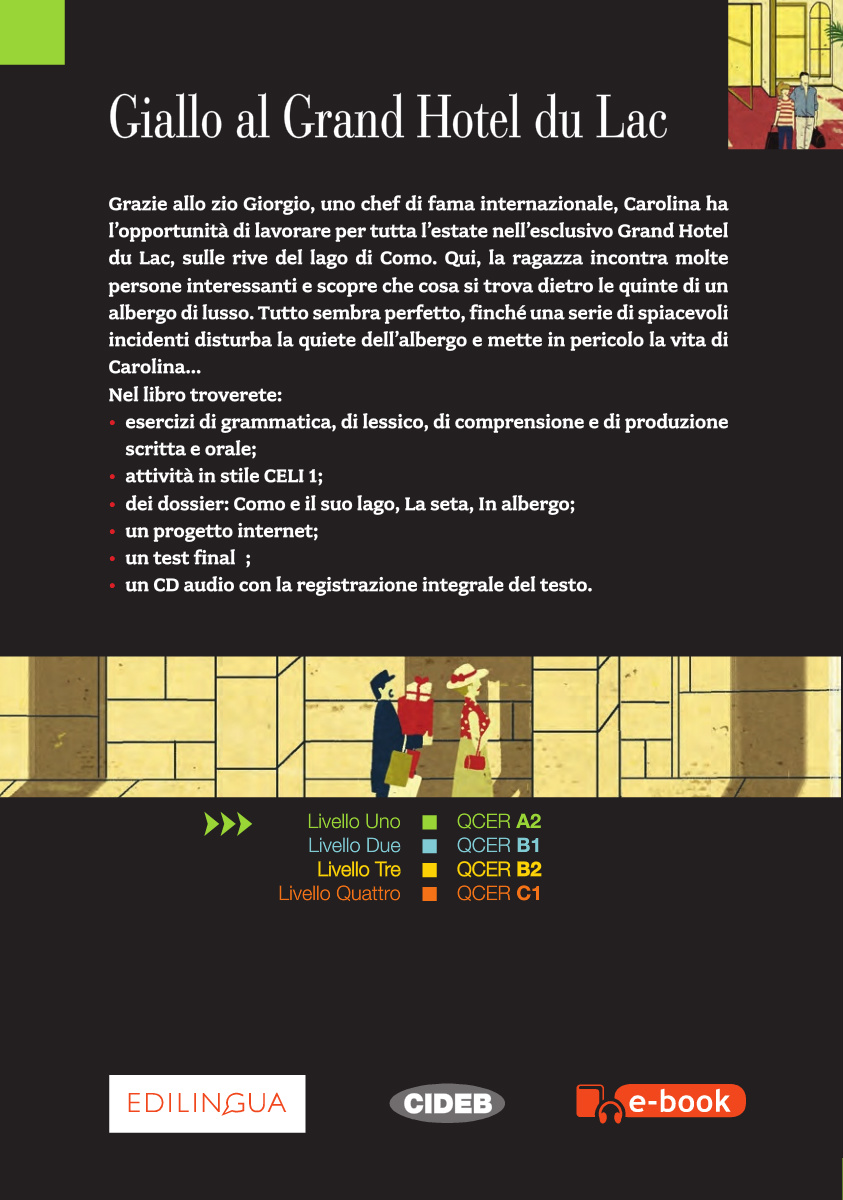 Giallo al Grand Hotel du Lac
Grazie allo zio Giorgio, uno chef di fama internazionale, Carolina ha
l'opportunità di lavorare per tutta l'estate nell'esclusivo Grand Hotel
du Lac, sulle rive del lago di Como. Qui, la ragazza incontra molte
persone interessanti e scopre che cosa si trova dietro le quinte di un
albergo di lusso. Tutto sembra perfetto, finché una serie di spiacevoli
incidenti disturba la quiete dell'albergo e mette in pericolo la vita di
Carolina...
Nel libro troverete:
• esercizi di grammatica, di lessico, di comprensione e di produzione
scritta e orale;
• attività in stile CELI 1;
• dei dossier: Como e il suo lago, La seta, In albergo;
• un progetto internet;
• un test final ;
• un CD audio con la registrazione integrale del testo.
Livello Uno ■ QCER A2
Livello Due ■ QCER B1
Livello Tre ■ QCER B2
Livello Quattro ■ QCER C1
EDILINGUA CIDEB e-book